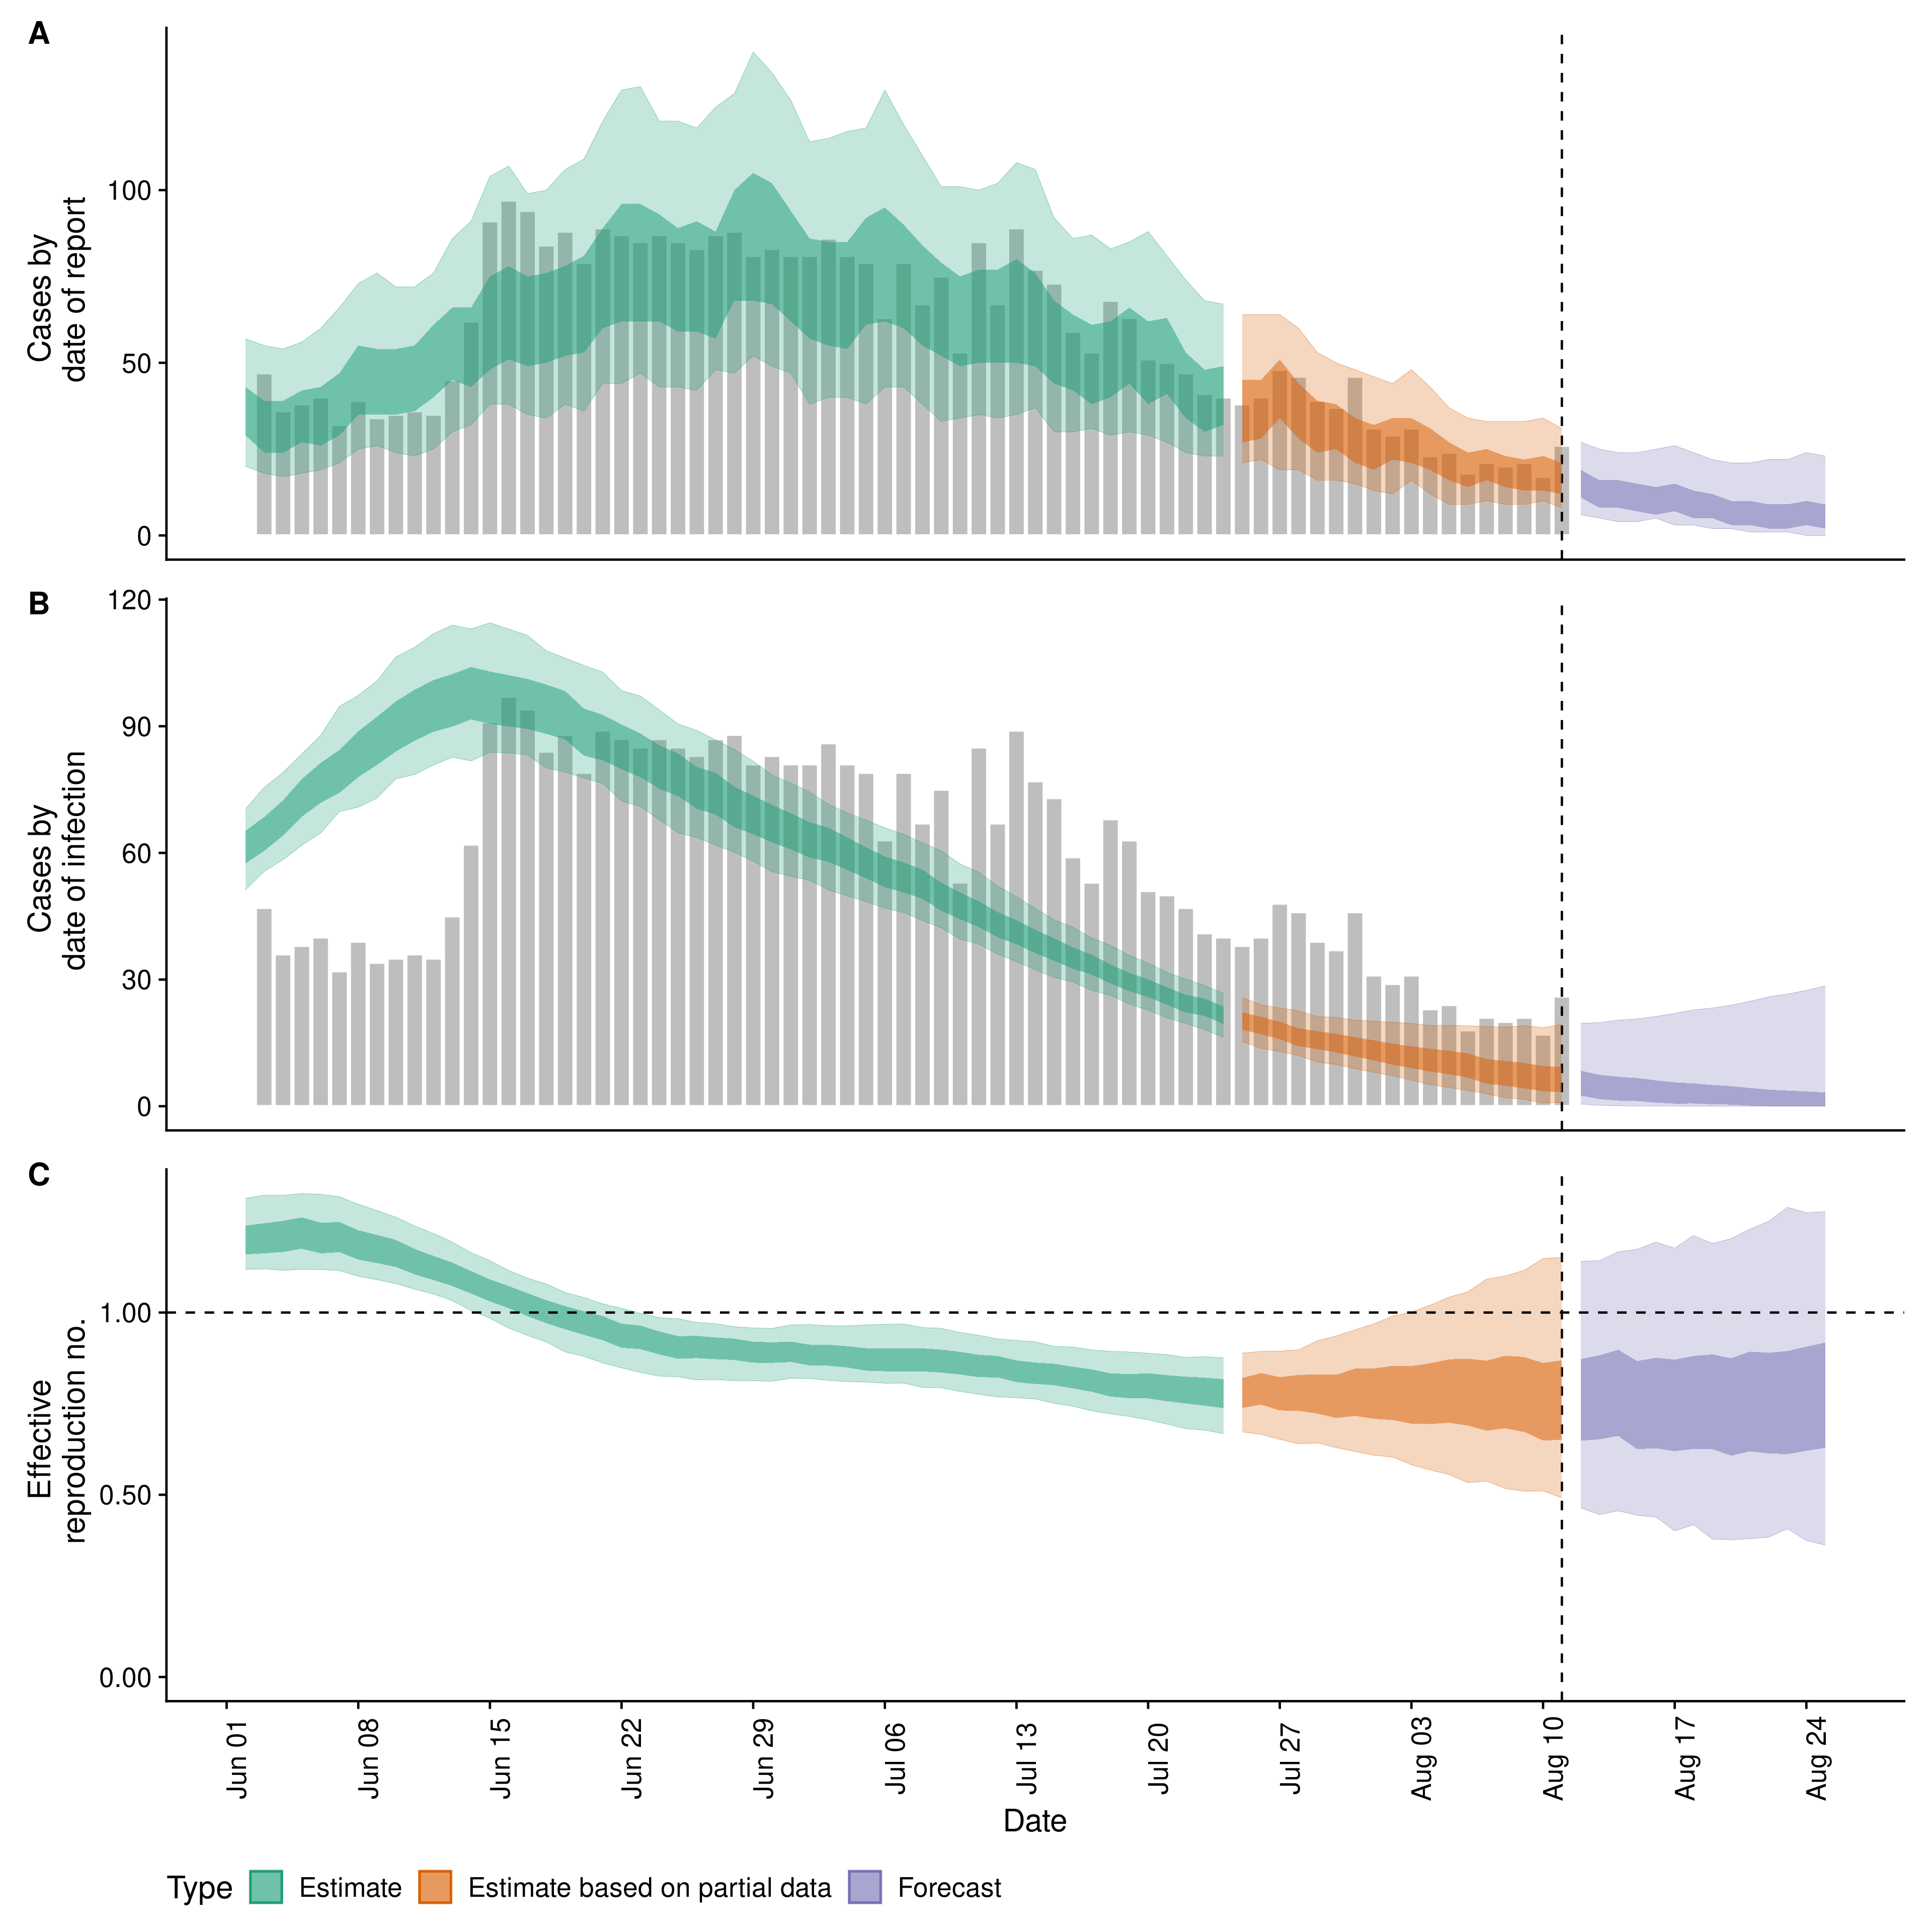 A
Cases by
date of report
100
50
0
B
Cases by
date of infection
120
90
60
30
0
C
Effective
reproduction no.
1.00
0.50
0.00
Jun 01
Jun 08
Jun 15
Jun 22
Jun 29
Jul 06
Jul 13
Jul 20
Jul 27
Aug 03
Aug 10
Aug 17
Aug 24
Date
Type Estimate Estimate based on partial data Forecast